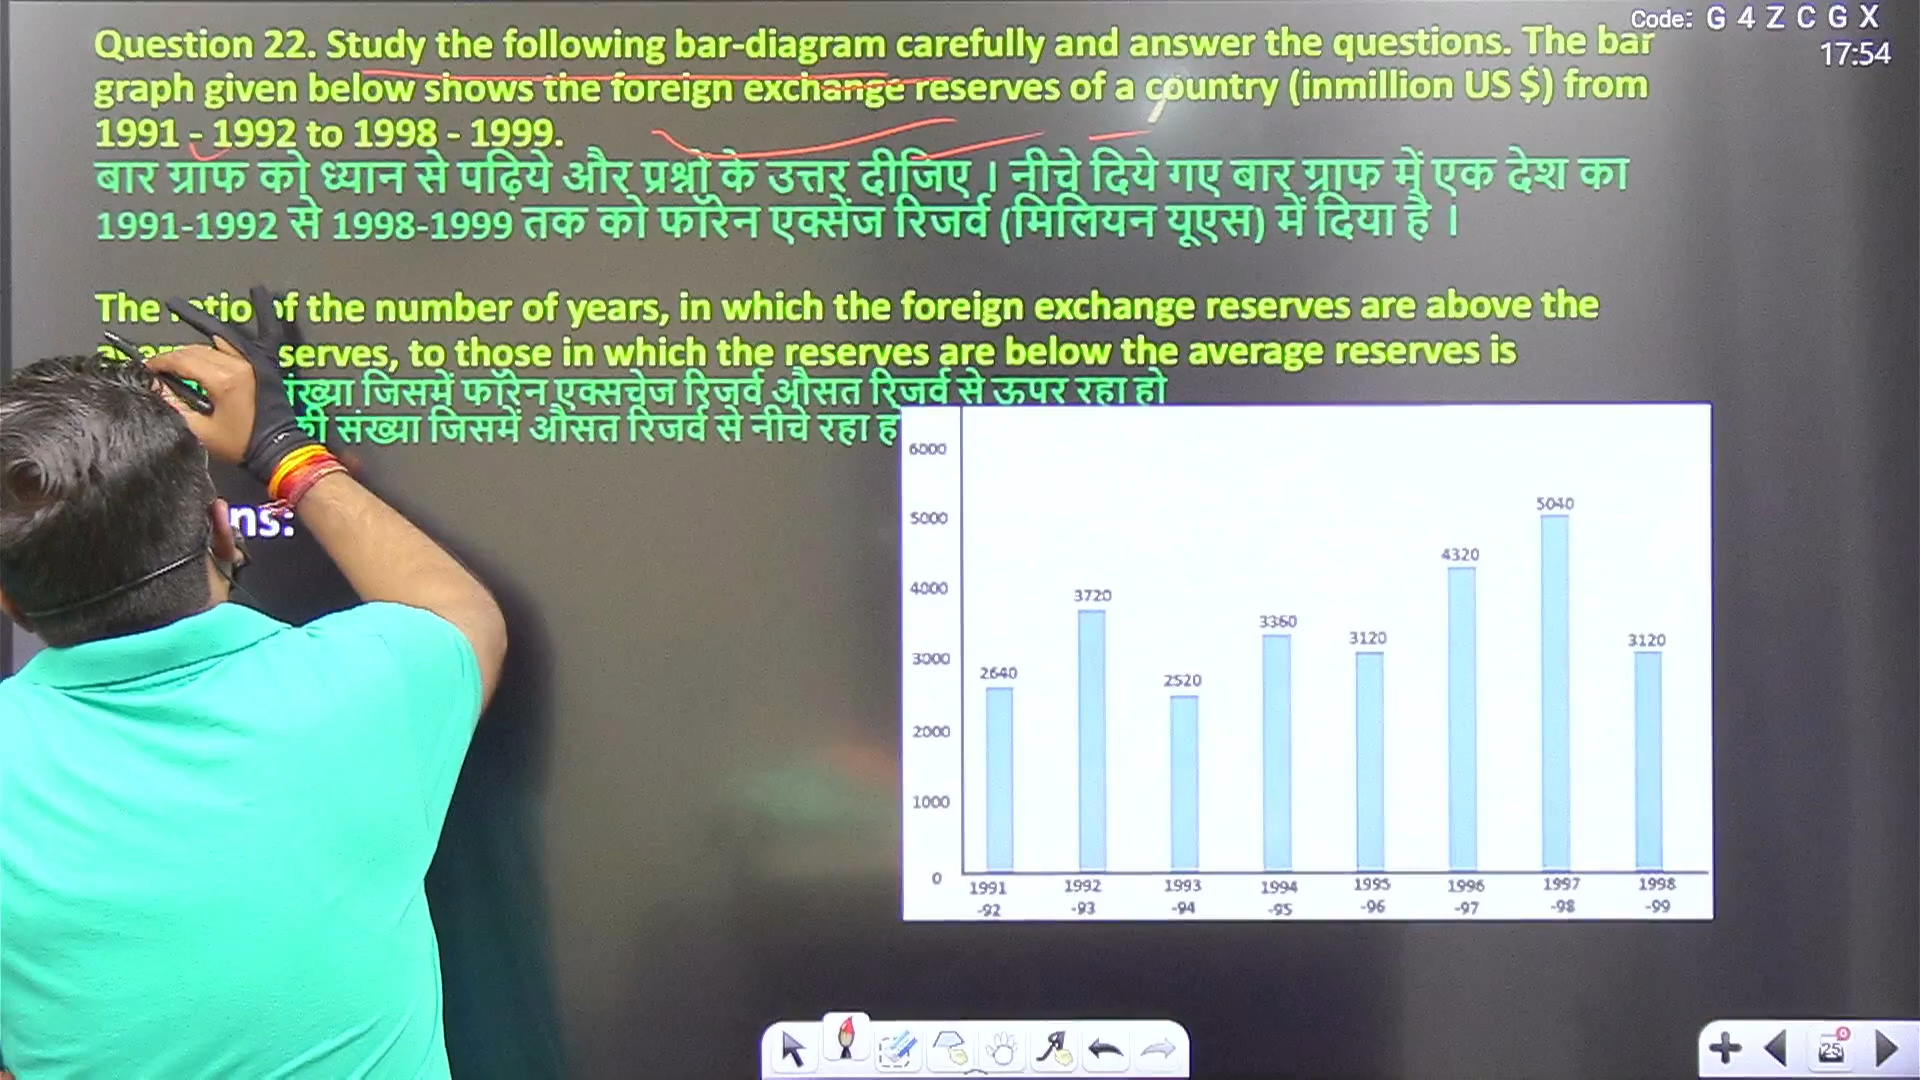 Code: G 4 Z C G X
17:54
Question 22. Study the following bar-diagram carefully and answer the questions. The bar
graph given below shows the foreign exchange reserves of a country (inmillion US $) from
1991 - 1992 to 1998 - 1999.
बार ग्राफ को ध्यान से पढ़िये और प्रश्नों के उत्तर दीजिए । नीचे दिये गए बार ग्राफ में एक देश का
1991-1992 से 1998-1999 तक को फॉरेन एक्सेंज रिजर्व (मिलियन यूएस) में दिया है ।
The of the number of years, in which the foreign exchange reserves are above the
to those in which the reserves are below the average reserves is
जिसमें फॉरेन एक्सचेज रिजर्व औसत रिजर्व से ऊपर रहा हो
की संख्या जिसमें औसत रिजर्व से नीचे रहा
6000
5000
4000
3000
2000
1000
0
2640
3720
2520
3360
3120
4320
5040
3120
1991 1992 1993 1994 1995 1996 1997 1998
-92 -93 -94 -95 -96 -97 -98 -99
25